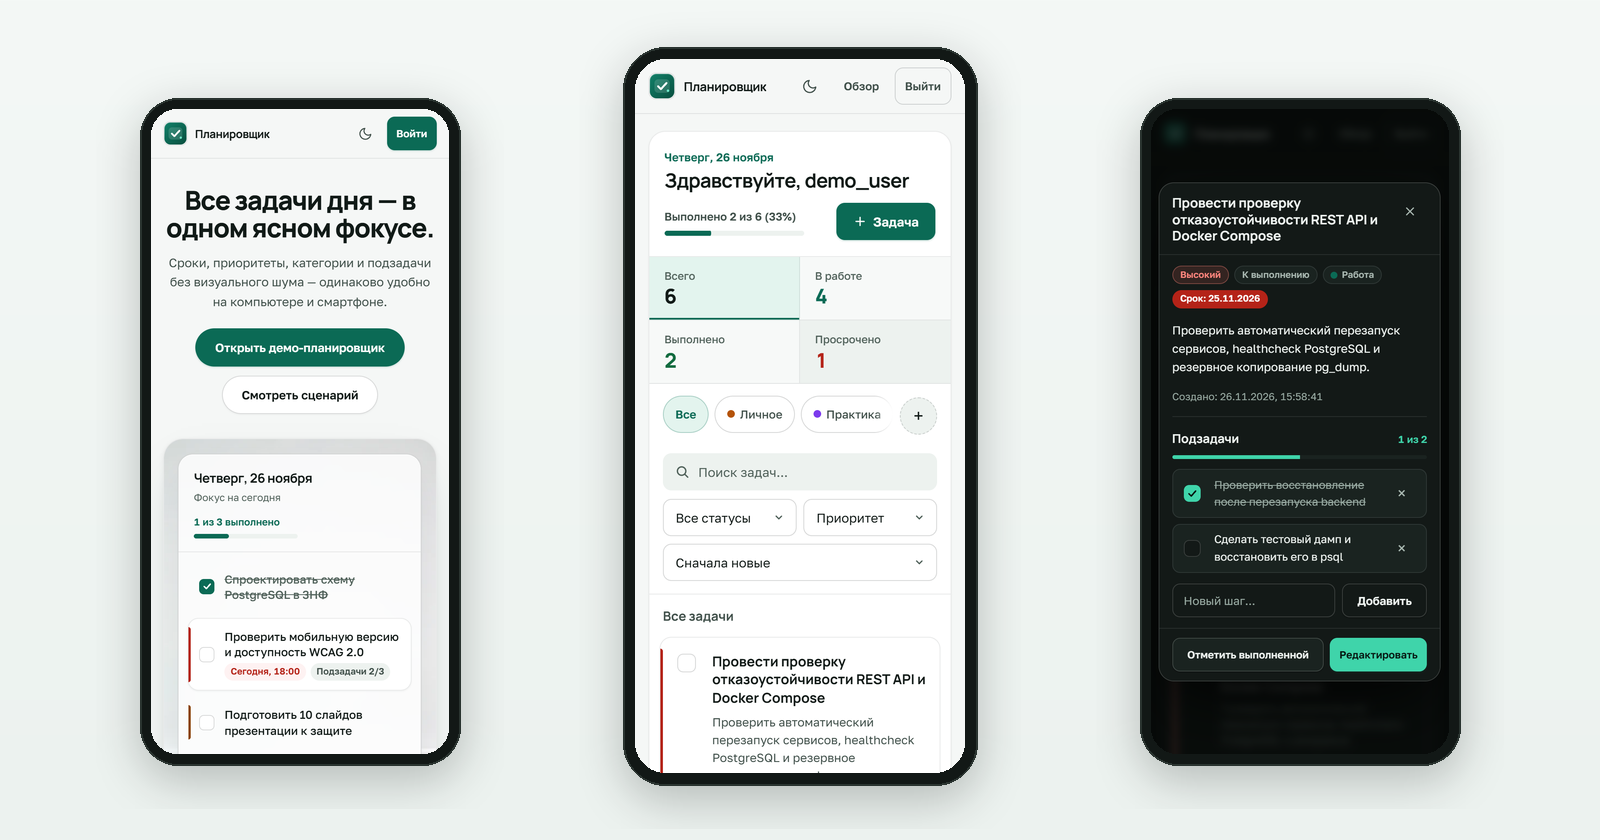 Планировщик
Войти
Все задачи дня — в
одном ясном фокусе.
Сроки, приоритеты, категории и подзадачи
без визуального шума — одинаково удобно
на компьютере и смартфоне.
Открыть демо-планировщик
Смотреть сценарий
Четверг, 26 ноября
Фокус на сегодня
1 из 3 выполнено
Спроектировать схему
PostgreSQL в 3НФ
Проверить мобильную версию
и доступность WCAG 2.0
Сегодня, 18:00
Подзадачи 2/3
Подготовить 10 слайдов
презентации к защите
Планировщик
Обзор
Выйти
Четверг, 26 ноября
Здравствуйте, demo_user
Выполнено 2 из 6 (33%)
+ Задача
Всего
6
В работе
4
Выполнено
2
Просрочено
1
Все
Личное
Практика
+
Поиск задач...
Все статусы
Приоритет
Сначала новые
Все задачи
Провести проверку
отказоустойчивости REST API и
Docker Compose
Проверить автоматический
перезапуск сервисов, healthcheck
PostgreSQL и резервное
Провести проверку
отказоустойчивости REST API и
Docker Compose
Высокий
К выполнению
Работа
Срок: 25.11.2026
Проверить автоматический перезапуск
сервисов, healthcheck PostgreSQL и
резервное копирование pg_dump.
Создано: 26.11.2026, 15:58:41
Подзадачи
1 из 2
Проверить восстановление
после перезапуска backend
Сделать тестовый дамп и
восстановить его в psql
Новый шаг...
Добавить
Отметить выполненной
Редактировать